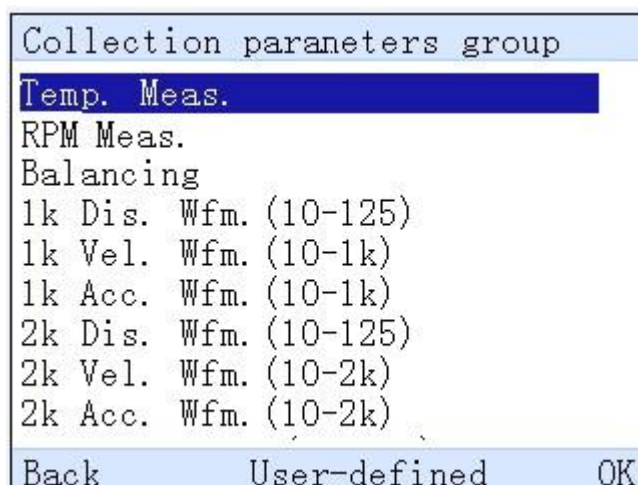 Collection parameters group
Temp. Meas.
RPM Meas.
Balancing
1k Dis. Wfm. (10-125)
1k Vel. Wfm. (10-1k)
1k Acc. Wfm. (10-1k)
2k Dis. Wfm. (10-125)
2k Vel. Wfm. (10-2k)
2k Acc. Wfm. (10-2k)
Back User-defined OK